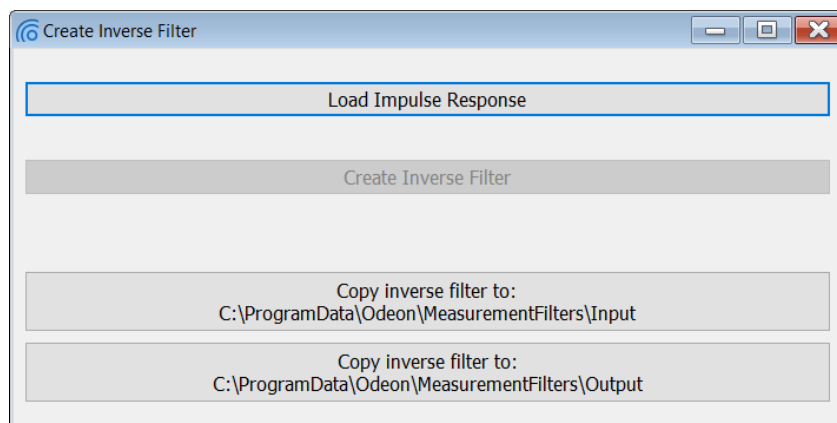 Create Inverse Filter
Load Impulse Response
Create Inverse Filter
Copy inverse filter to:
C:\ProgramData\Odeon\MeasurementFilters\Input
Copy inverse filter to:
C:\ProgramData\Odeon\MeasurementFilters\Output